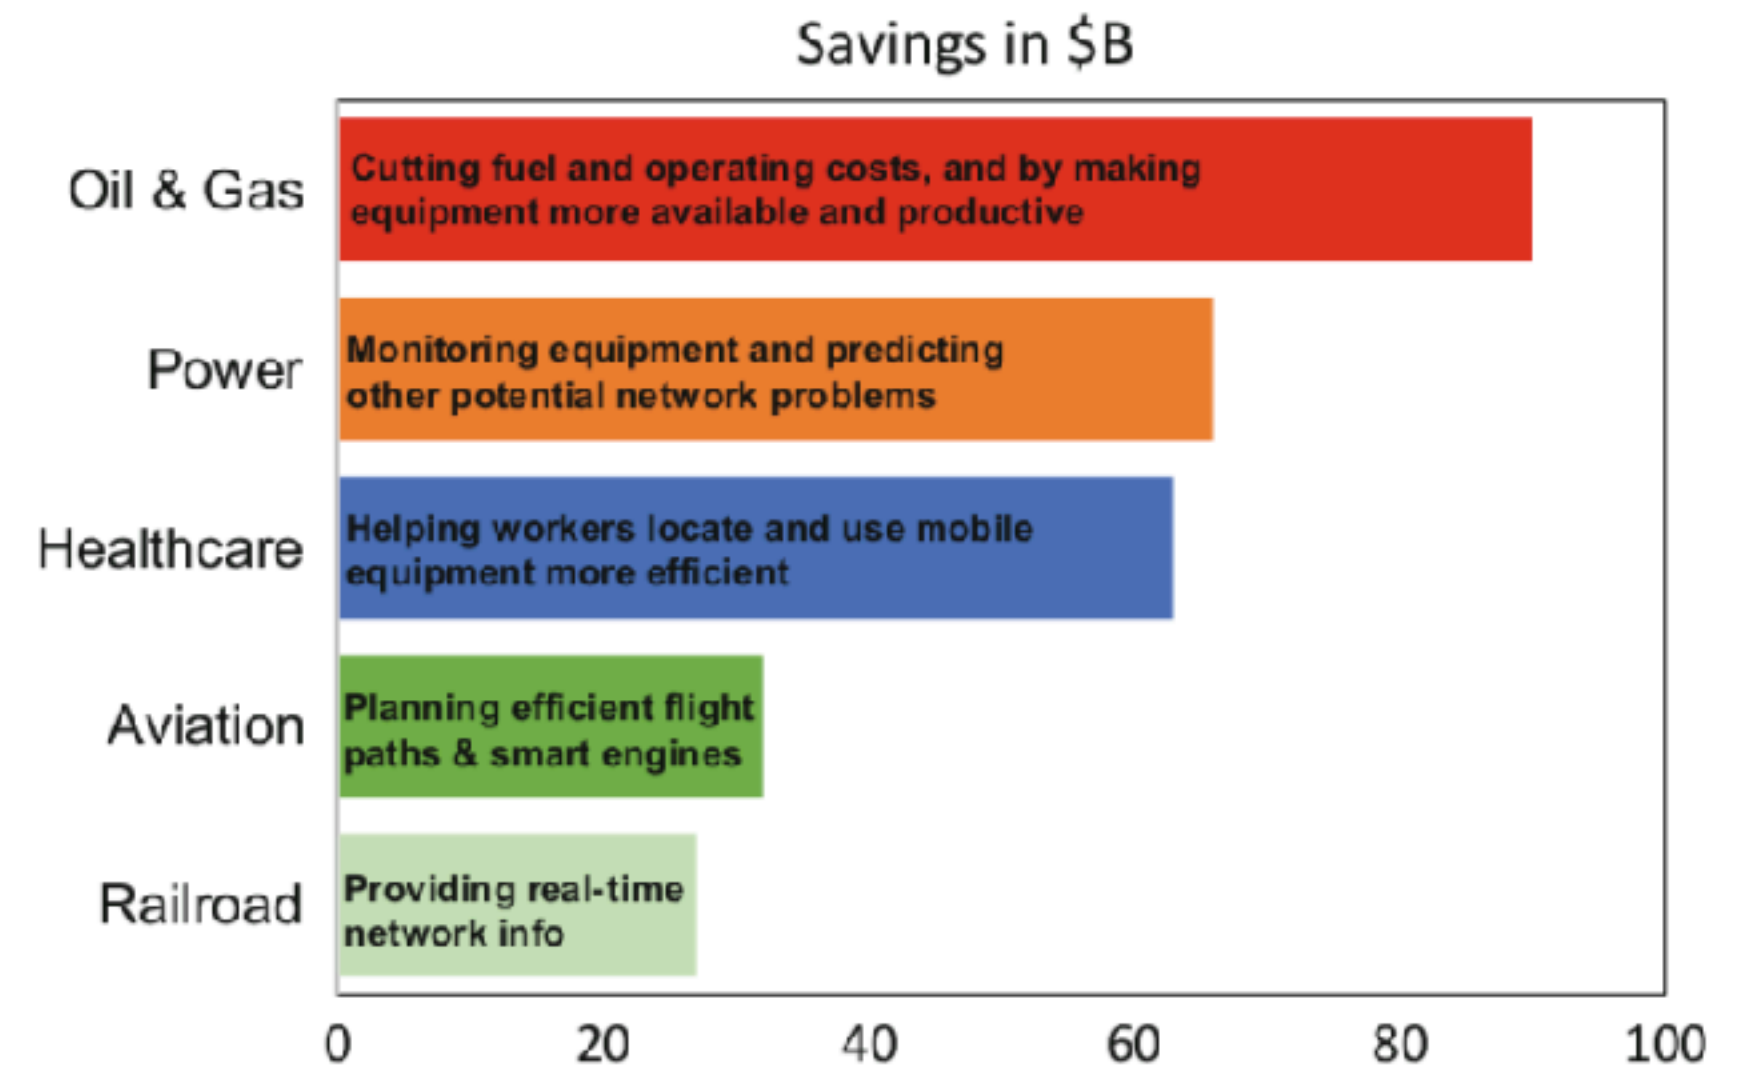 Savings in $B
Oil & Gas
Cutting fuel and operating costs, and by making
equipment more available and productive
Power
Monitoring equipment and predicting
other potential network problems
Healthcare
Helping workers locate and use mobile
equipment more efficient
Aviation
Planning efficient flight
paths & smart engines
Railroad
Providing real-time
network info
0 20 40 60 80 100